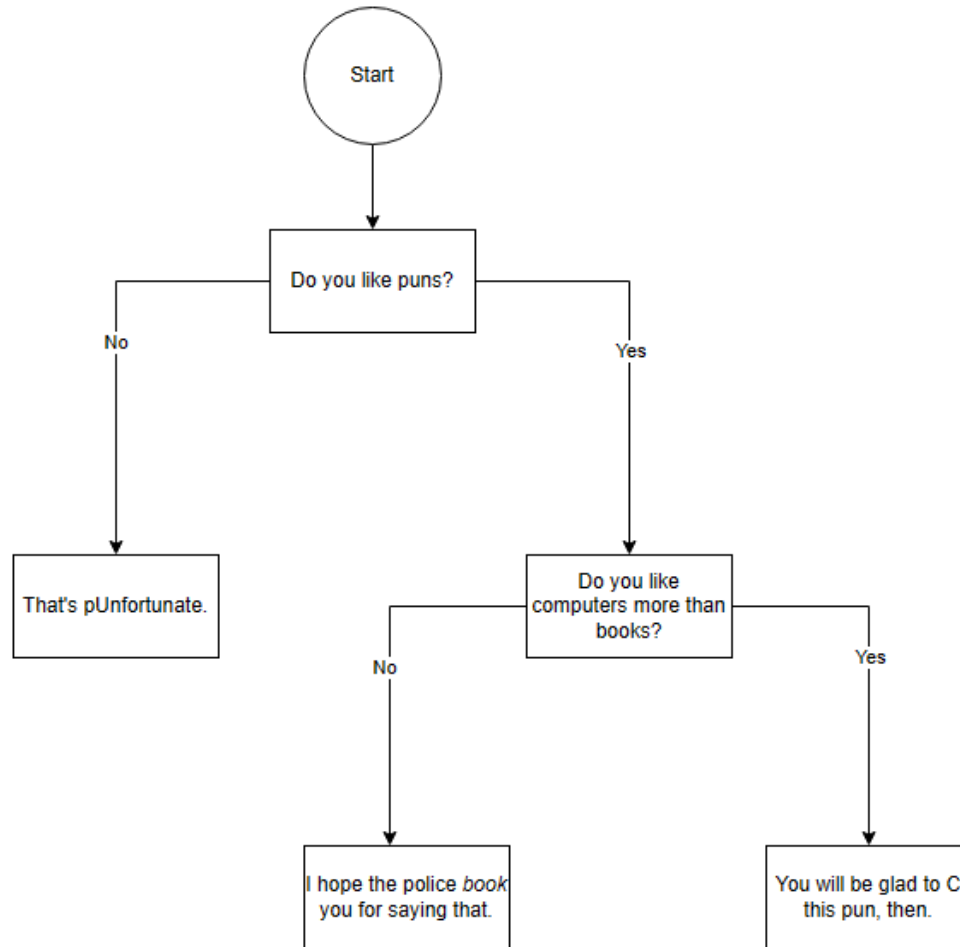 Start
Do you like puns?
No
Yes
That's pUnfortunate.
Do you like
computers more than
books?
No
Yes
I hope the police book
you for saying that.
You will be glad to C
this pun, then.